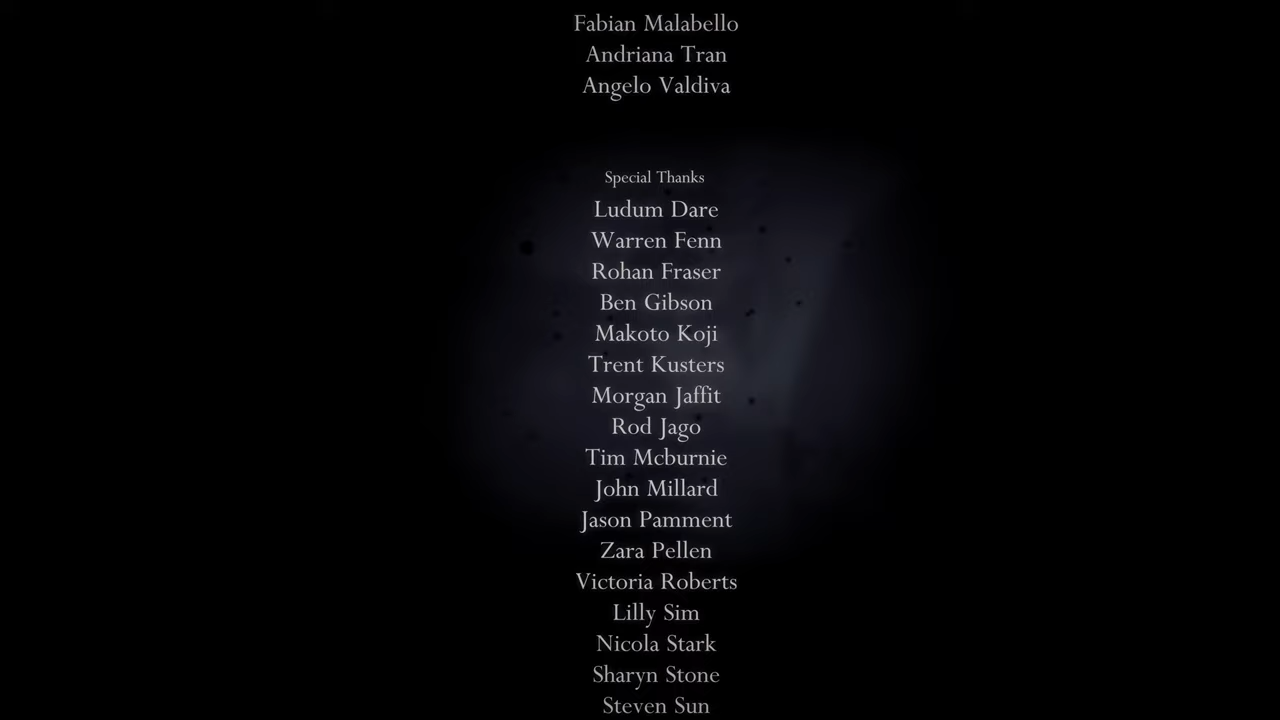 Fabian Malabello
Andriana Tran
Angelo Valdiva
Special Thanks
Ludum Dare
Warren Fenn
Rohan Fraser
Ben Gibson
Makoto Koji
Trent Kusters
Morgan Jaffit
Rod Jago
Tim Mcburnie
John Millard
Jason Pamment
Zara Pellen
Victoria Roberts
Lilly Sim
Nicola Stark
Sharyn Stone
Steven Sun